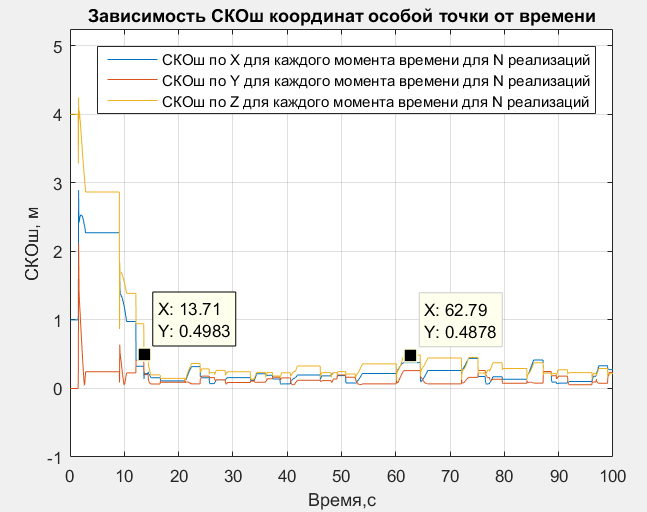 Зависимость СКОш координат особой точки от времени
СКОш по X для каждого момента времени для N реализаций
СКОш по Y для каждого момента времени для N реализаций
СКОш по Z для каждого момента времени для N реализаций
СКОш, м
5
4
3
2
1
0
-1
X: 13.71
Y: 0.4983
X: 62.79
Y: 0.4878
0 10 20 30 40 50 60 70 80 90 100
Время,с